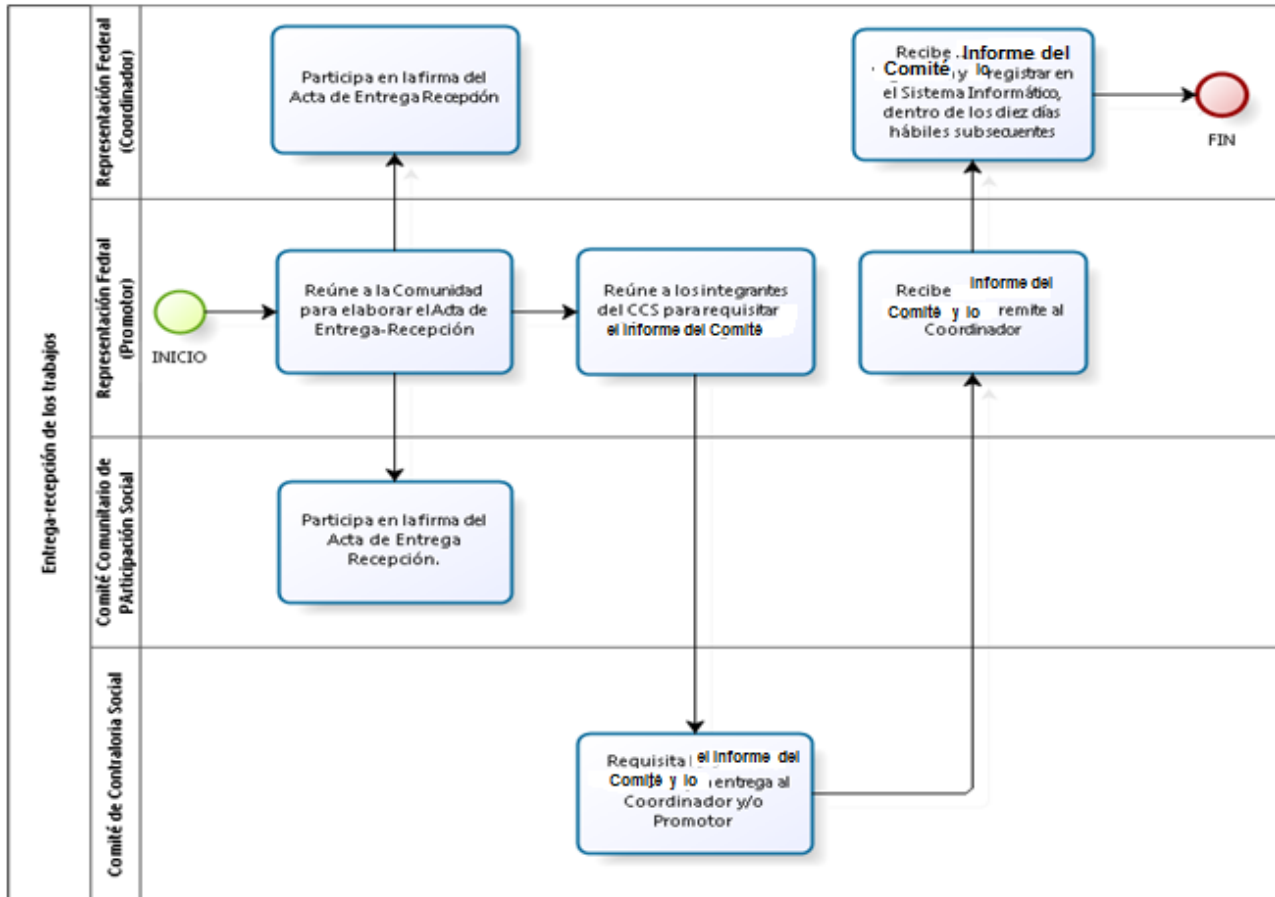 Entrega-recepción de los trabajos
Representación Federal
(Coordinador)
Participa en la firma del
Acta de Entrega Recepción
Recibe Informe del
Comité y lo registrar en
el Sistema Informático,
dentro de los diez días
hábiles subsecuentes
FIN
Representación Fedral
(Promotor)
INICIO
Reúne a la Comunidad
para elaborar el Acta de
Entrega-Recepción
Reúne a los integrantes
del CCS para requisitar
el Informe del Comité
Recibe Informe del
Comité y lo remite al
Coordinador
Comité Comunitario de
PArticipación Social
Participa en la firma del
Acta de Entrega
Recepción.
Comité de Contraloria Social
Requisita el Informe del
Comité y lo entrega al
Coordinador y/o
Promotor